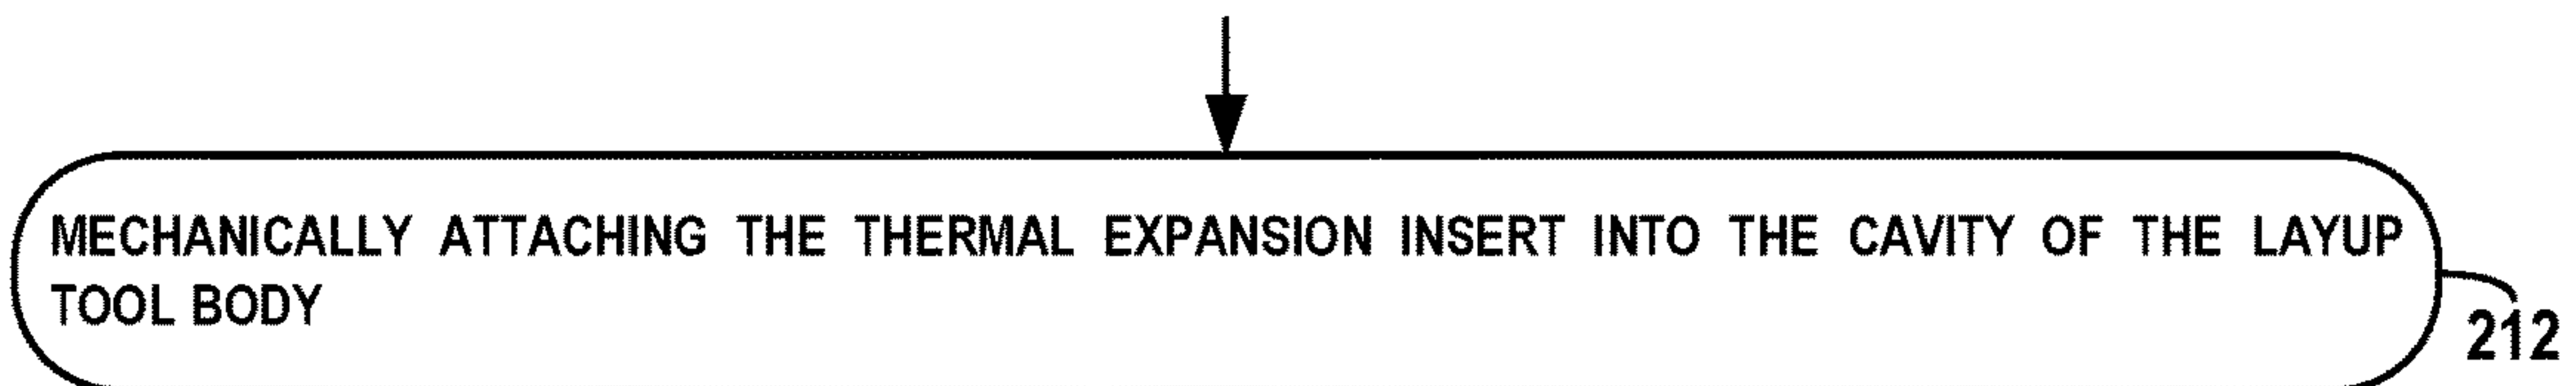 MECHANICALLY ATTACHING THE THERMAL EXPANSION INSERT INTO THE CAVITY OF THE LAYUP
TOOL BODY
212